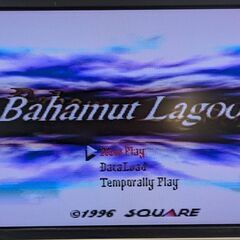 Bahamut Lagoo
New Play
DataLoad
Temporally Play
©1996 SQUARE